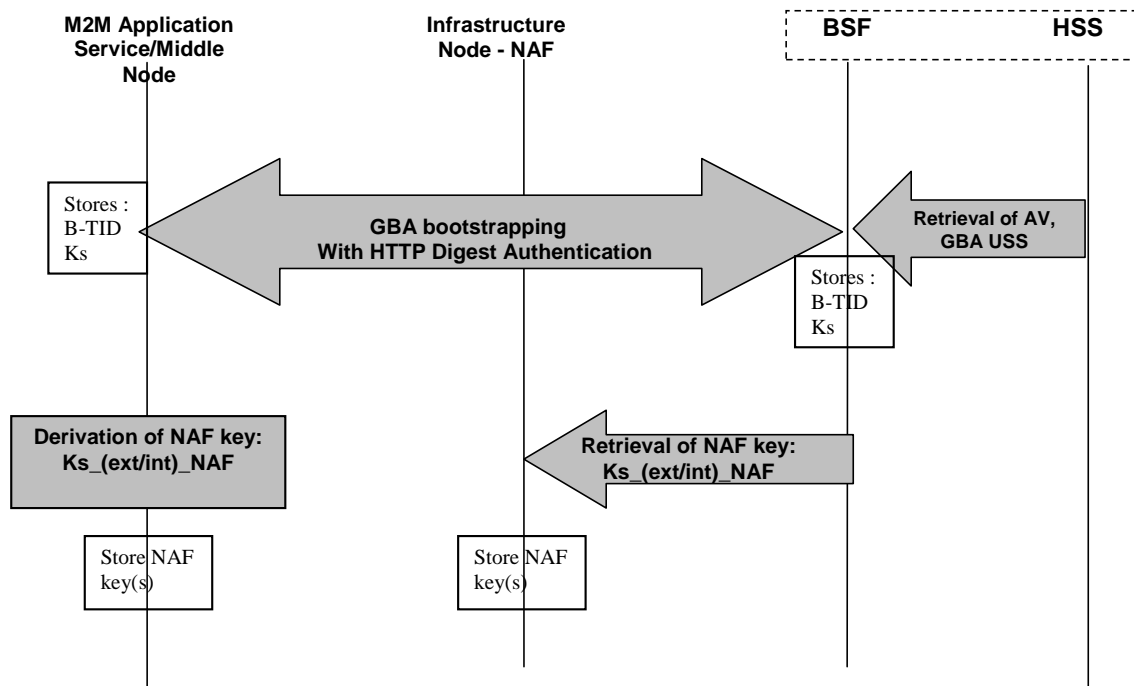 M2M Application
Service/Middle
Node
Infrastructure
Node - NAF
BSF
HSS
Stores :
B-TID
Ks
GBA bootstrapping
With HTTP Digest Authentication
Retrieval of AV,
GBA USS
Stores :
B-TID
Ks
Derivation of NAF key:
Ks_(ext/int)_NAF
Retrieval of NAF key:
Ks_(ext/int)_NAF
Store NAF
key(s)
Store NAF
key(s)